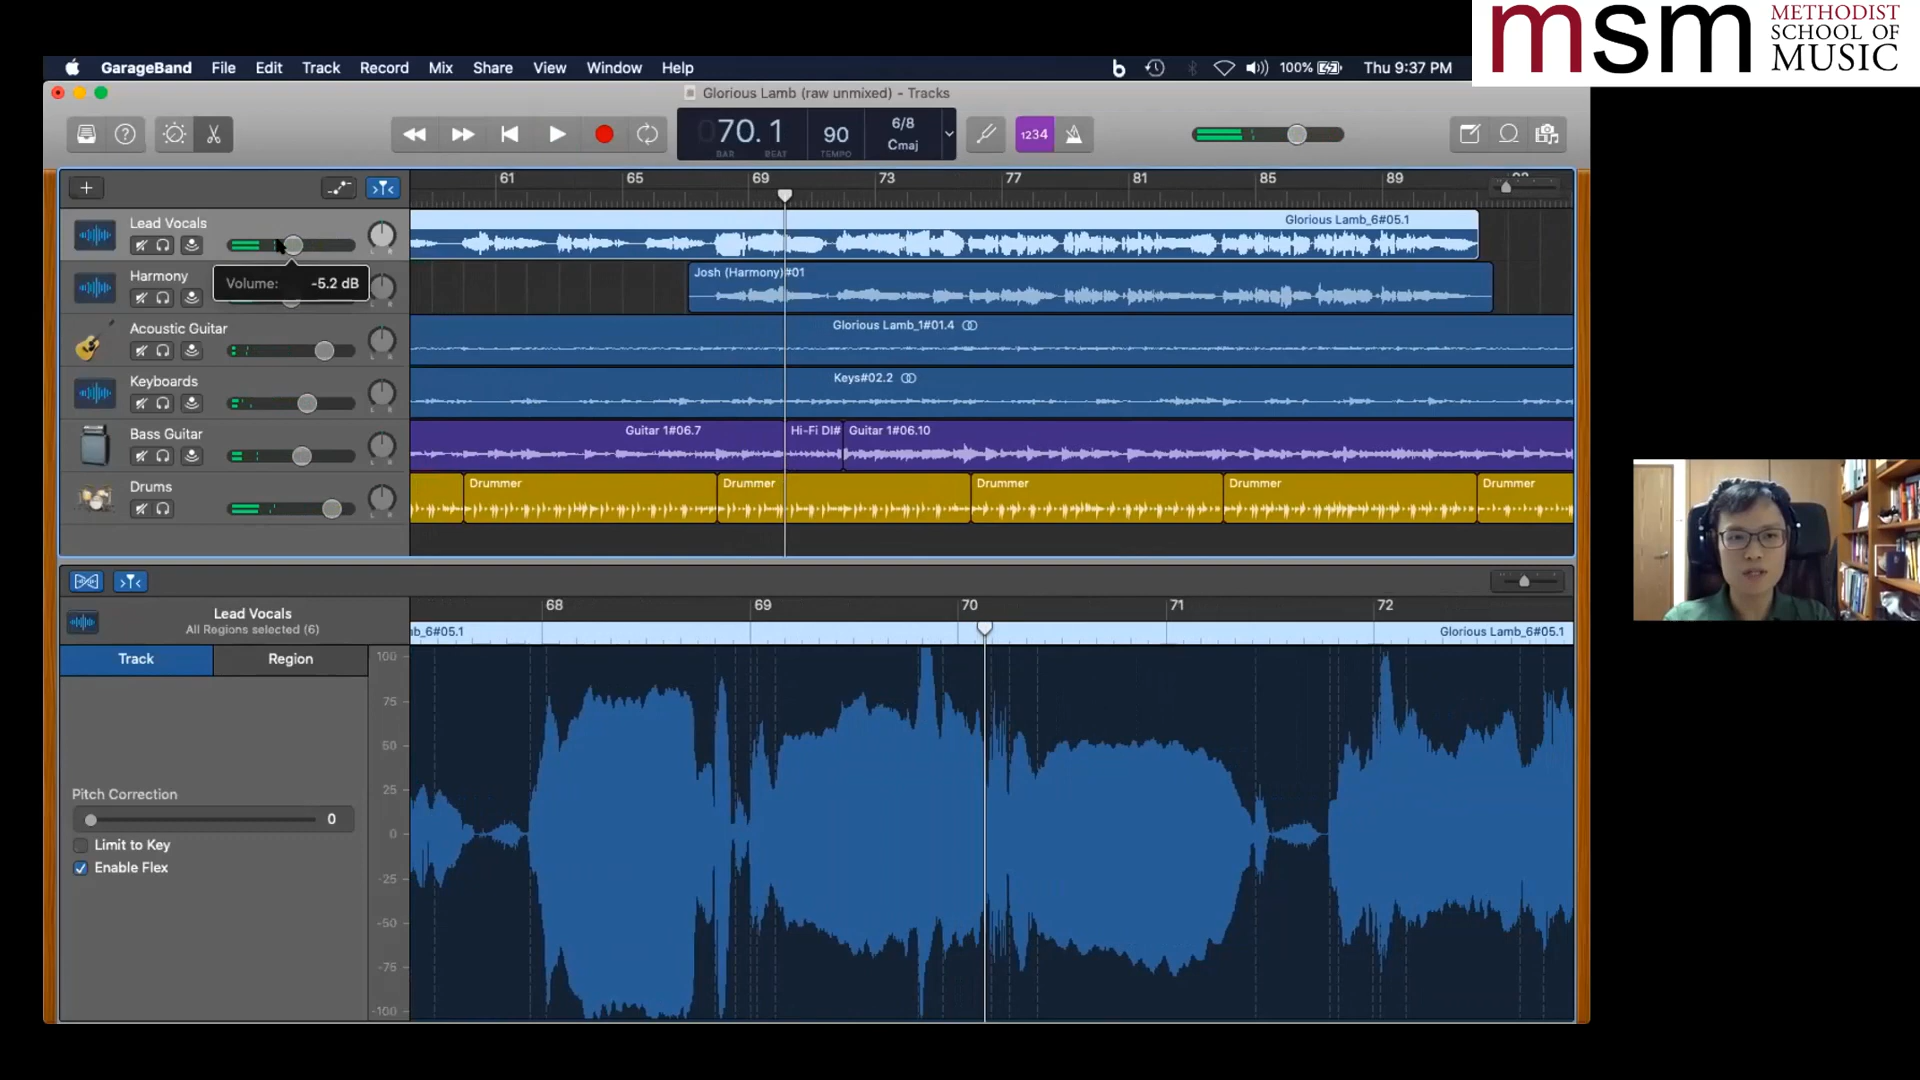 msm METHODIST
SCHOOL OF
MUSIC
GarageBand File Edit Track Record Mix Share View Window Help
100% Thu 9:37 PM
Glorious Lamb (raw unmixed) - Tracks
070.1 90 6/8
Cmaj
BAR BEAT TEMPO
1234
61 65 69 73 77 81 85 89
Lead Vocals
Glorious Lamb_6#05.1
Volume: -5.2 dB
Harmony
Josh (Harmony)#01
Acoustic Guitar
Glorious Lamb_1#01.4
Keyboards
Keys#02.2
Bass Guitar
Guitar 1#06.7 Hi-Fi DI# Guitar 1#06.10
Drums
Drummer Drummer Drummer Drummer Drummer
68 69 70 71 72
Lead Vocals
All Regions selected (6)
mb_6#05.1 Glorious Lamb_6#05.1
Track Region
100
75
50
25
0
-25
-50
-75
-100
Pitch Correction
0
Limit to Key
Enable Flex